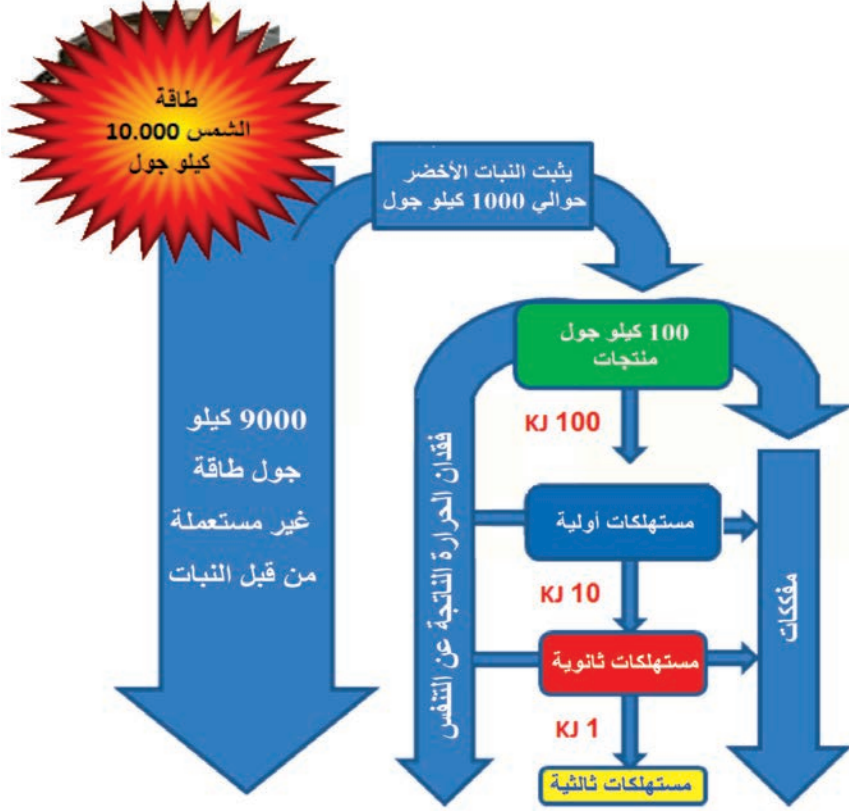 طاقة
الشمس 10.000
كيلو جول
يثبت النبات الأخضر
حوالي 1000 كيلو جول
100 كيلو جول
منتجات
9000 كيلو
جول طاقة
غير مستعملة
من قبل النبات
فقدان الحرارة الناتجة عن التنفس
KJ 100
مستهلكات أولية
KJ 10
مستهلكات ثانوية
KJ 1
مستهلكات ثالثية
مفككات